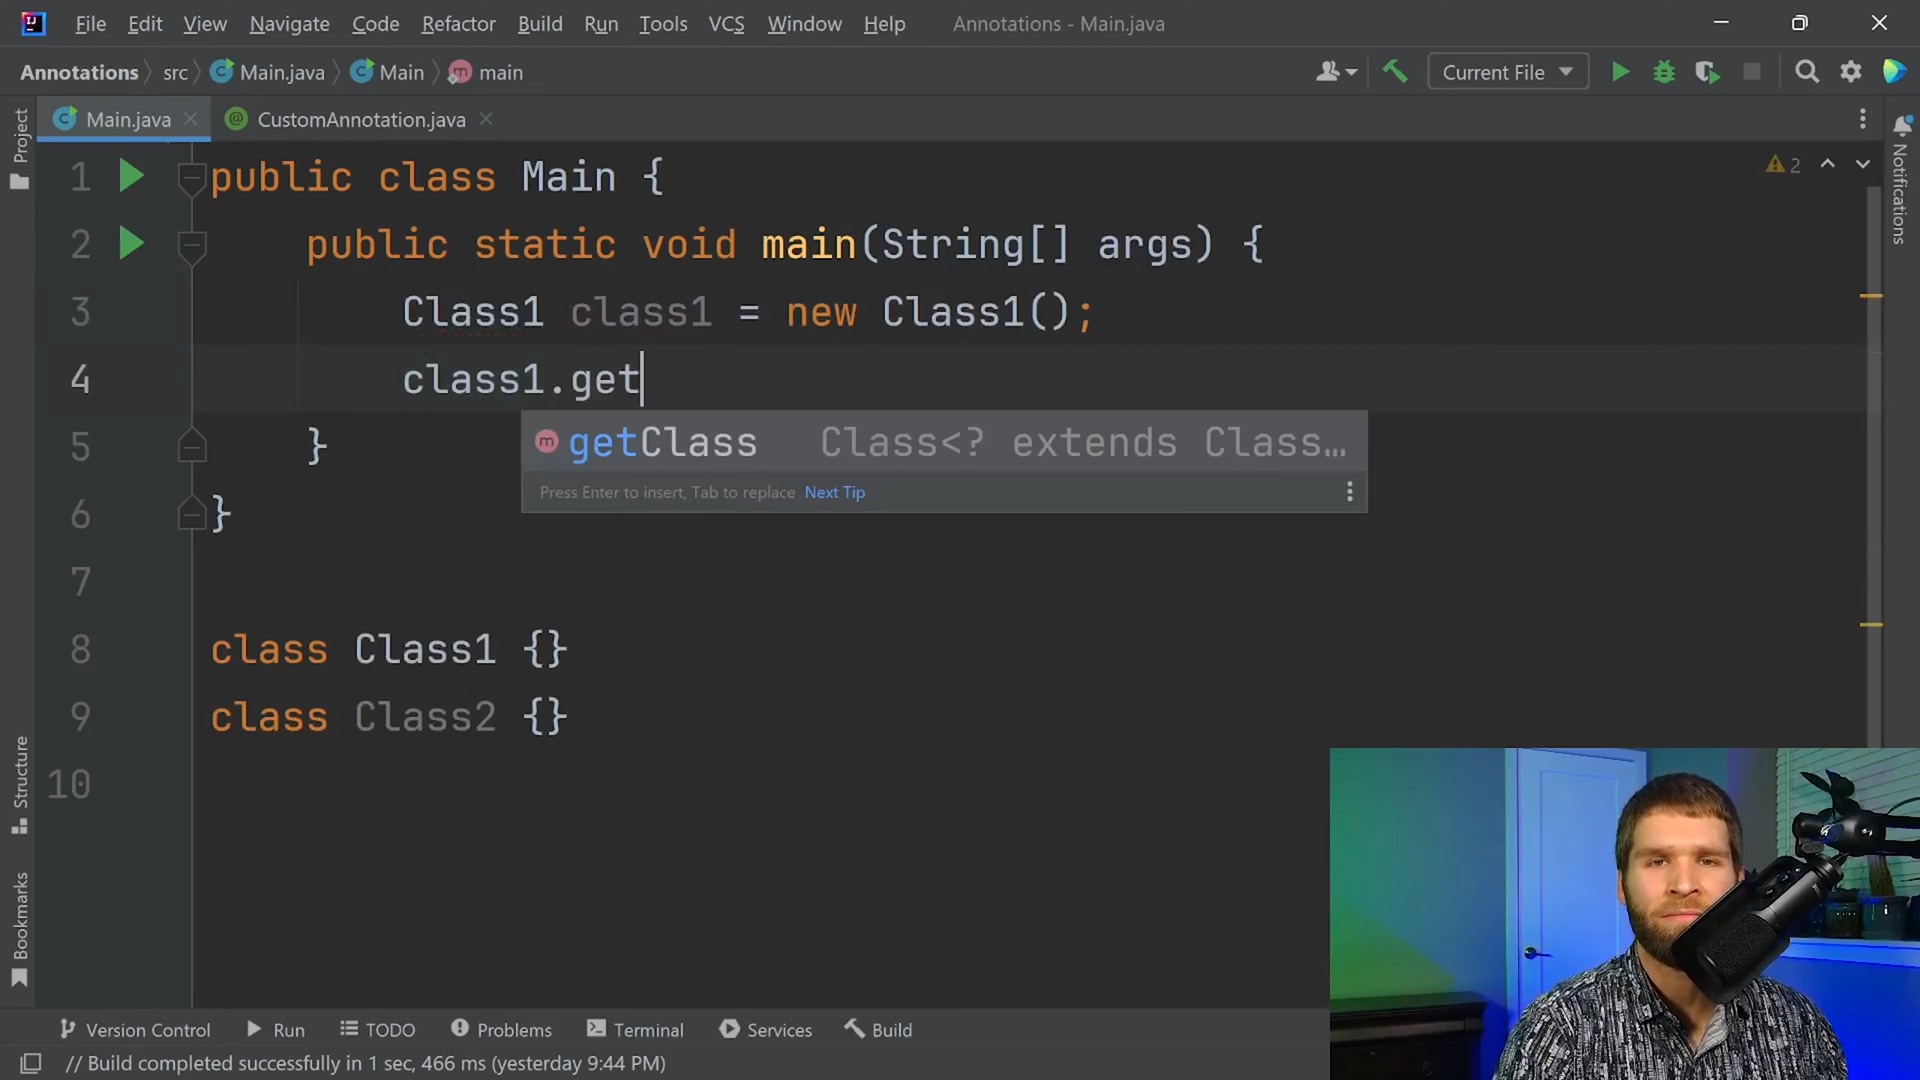 File Edit View Navigate Code Refactor Build Run Tools VCS Window Help Annotations - Main.java
Annotations src Main.java Main main Current File
Project
Main.java CustomAnnotation.java
Notifications
2
1 public class Main {
2 public static void main(String[] args) {
3 Class1 class1 = new Class1();
4 class1.get
getClass Class<? extends Class…
Press Enter to insert, Tab to replace Next Tip
5 }
6 }
7
8 class Class1 {}
9 class Class2 {}
10
Structure
Bookmarks
Version Control Run TODO Problems Terminal Services Build
// Build completed successfully in 1 sec, 466 ms (yesterday 9:44 PM)